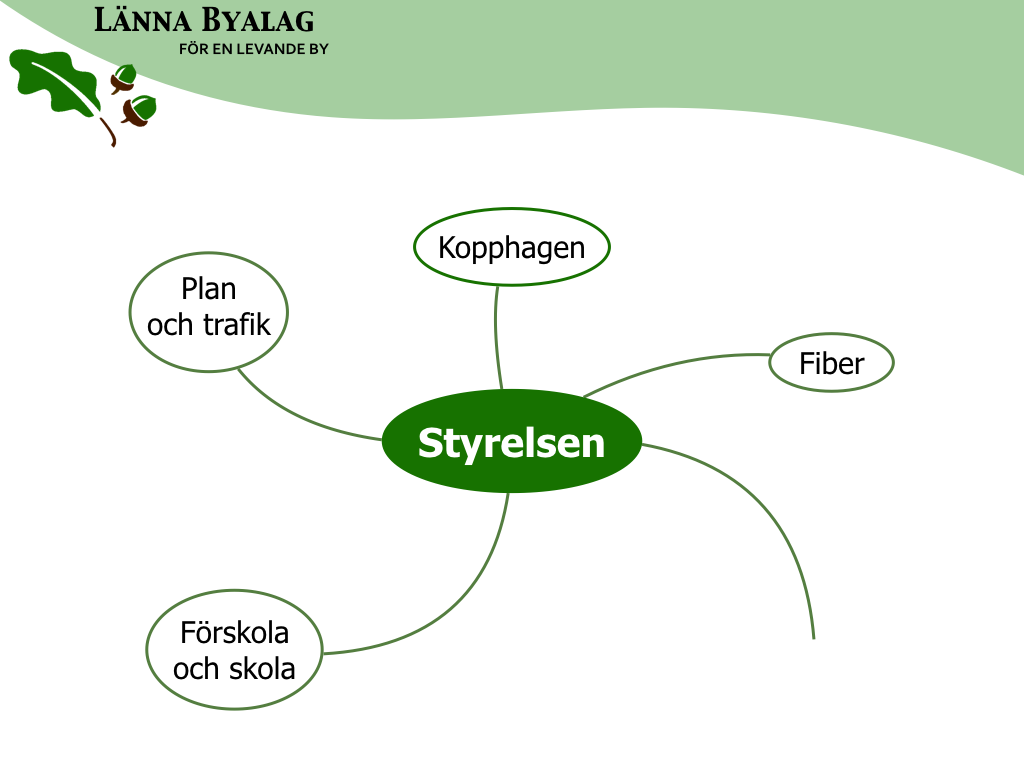 LÄNNA BYALAG
FÖR EN LEVANDE BY
Kopphagen
Plan
och trafik
Fiber
Styrelsen
Förskola
och skola